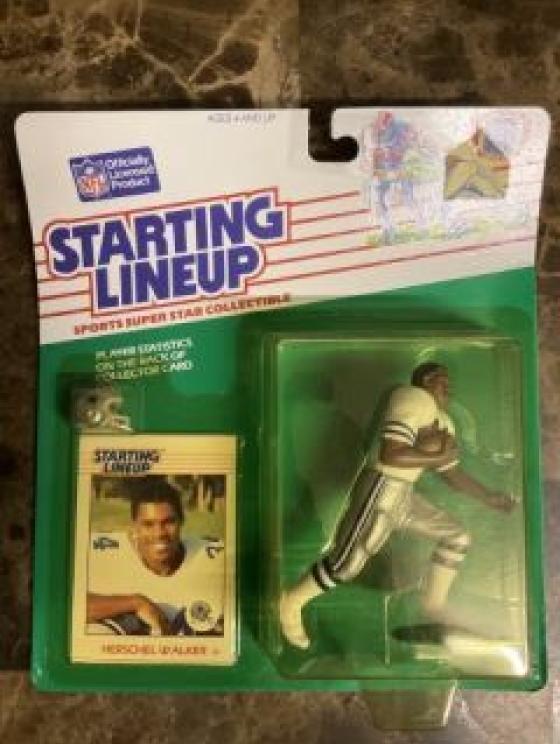 AGES 4 AND UP
NFL
Officially
Licensed
Product
STARTING
LINEUP
SPORTS SUPER STAR COLLECTIBLE
PLAYER STATISTICS
ON THE BACK OF
COLLECTOR CARD
STARTING
LINEUP
HERSCHEL WALKER